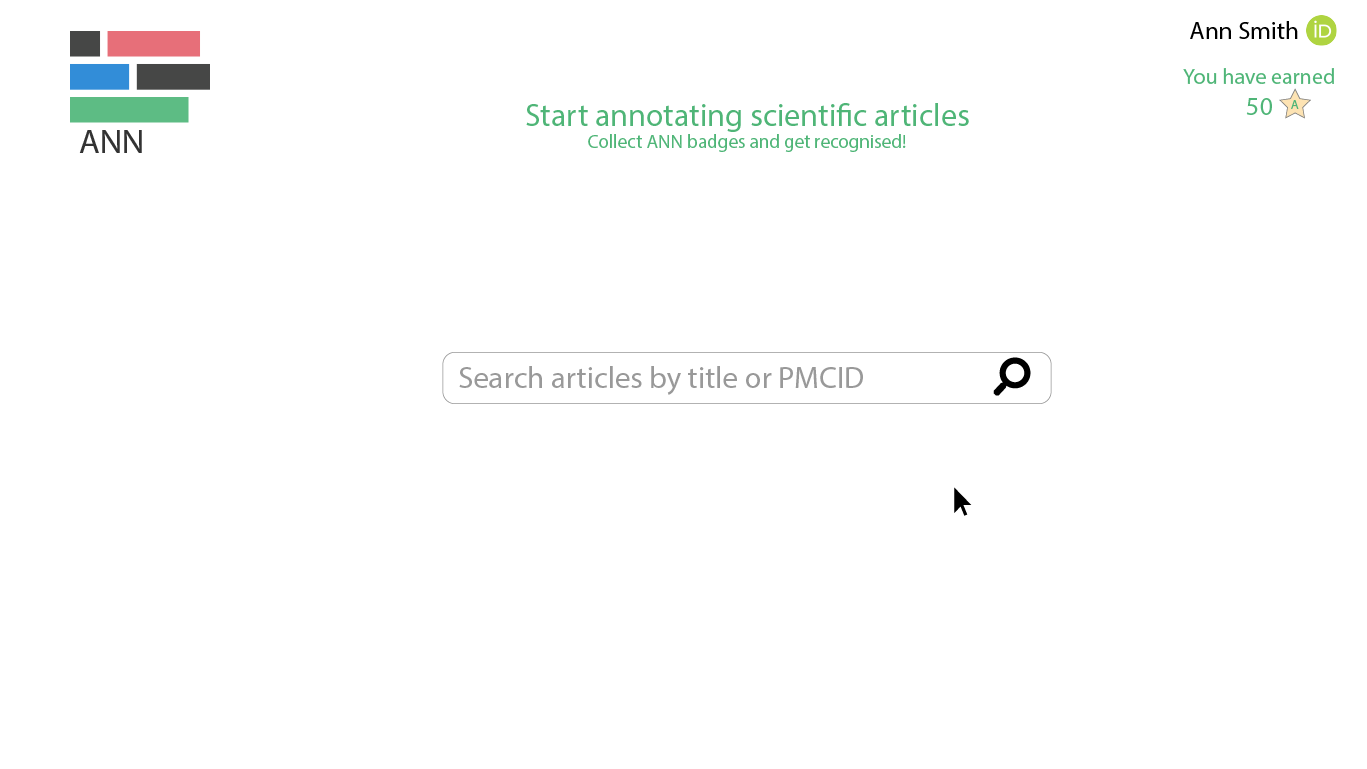 ANN
Ann Smith iD
You have earned
50 A
Start annotating scientific articles
Collect ANN badges and get recognised!
Search articles by title or PMCID